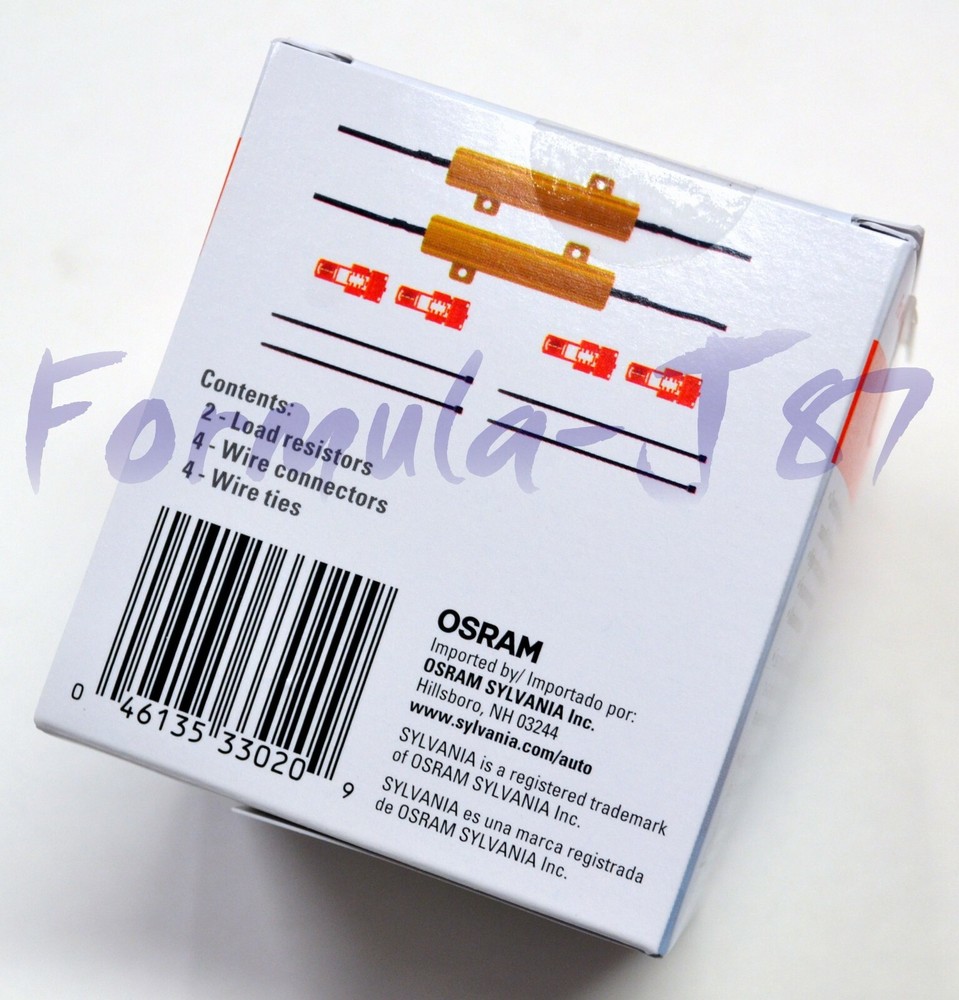 Formula-J87
Contents:
2 - Load resistors
4 - Wire connectors
4 - Wire ties
0 46135 33020 9
OSRAM
Imported by/ Importado por:
OSRAM SYLVANIA Inc.
Hillsboro, NH 03244
www.sylvania.com/auto
SYLVANIA is a registered trademark
of OSRAM SYLVANIA Inc.
SYLVANIA es una marca registrada
de OSRAM SYLVANIA Inc.